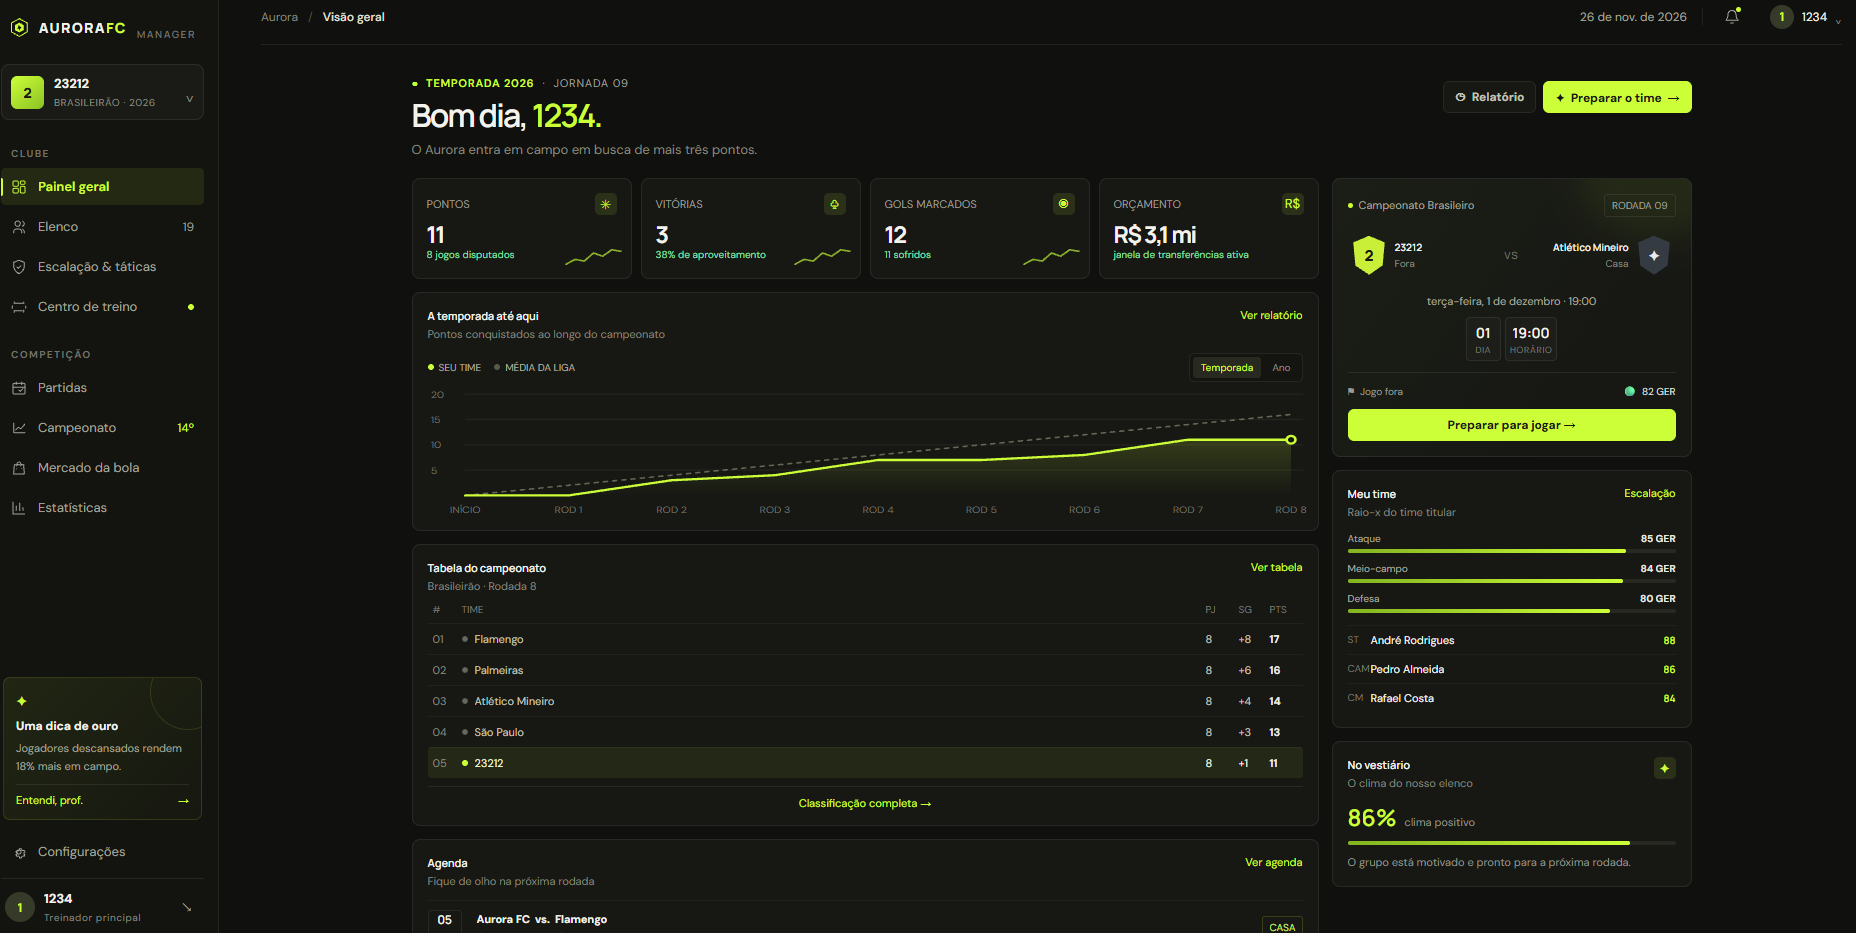 AURORAFC MANAGER
2
23212
BRASILEIRÃO · 2026
CLUBE
Painel geral
Elenco 19
Escalação & táticas
Centro de treino
COMPETIÇÃO
Partidas
Campeonato 14º
Mercado da bola
Estatísticas
Uma dica de ouro
Jogadores descansados rendem
18% mais em campo.
Entendi, prof. →
Configurações
1
1234
Treinador principal
Aurora / Visão geral
26 de nov. de 2026
1 1234
TEMPORADA 2026 · JORNADA 09
Bom dia, 1234.
O Aurora entra em campo em busca de mais três pontos.
Relatório
Preparar o time →
PONTOS
11
8 jogos disputados
VITÓRIAS
3
38% de aproveitamento
GOLS MARCADOS
12
11 sofridos
ORÇAMENTO R$
R$ 3,1 mi
janela de transferências ativa
A temporada até aqui Ver relatório
Pontos conquistados ao longo do campeonato
SEU TIME MÉDIA DA LIGA
Temporada Ano
20
15
10
5
INÍCIO ROD 1 ROD 2 ROD 3 ROD 4 ROD 5 ROD 6 ROD 7 ROD 8
Tabela do campeonato Ver tabela
Brasileirão · Rodada 8
# TIME PJ SG PTS
01 Flamengo 8 +8 17
02 Palmeiras 8 +6 16
03 Atlético Mineiro 8 +4 14
04 São Paulo 8 +3 13
05 23212 8 +1 11
Classificação completa →
Agenda Ver agenda
Fique de olho na próxima rodada
05 Aurora FC vs. Flamengo
CASA
Campeonato Brasileiro RODADA 09
2
23212
Fora
VS
Atlético Mineiro
Casa
terça-feira, 1 de dezembro · 19:00
01
DIA
19:00
HORÁRIO
Jogo fora 82 GER
Preparar para jogar →
Meu time Escalação
Raio-x do time titular
Ataque 85 GER
Meio-campo 84 GER
Defesa 80 GER
ST André Rodrigues 88
CAM Pedro Almeida 86
CM Rafael Costa 84
No vestiário
O clima do nosso elenco
86% clima positivo
O grupo está motivado e pronto para a próxima rodada.